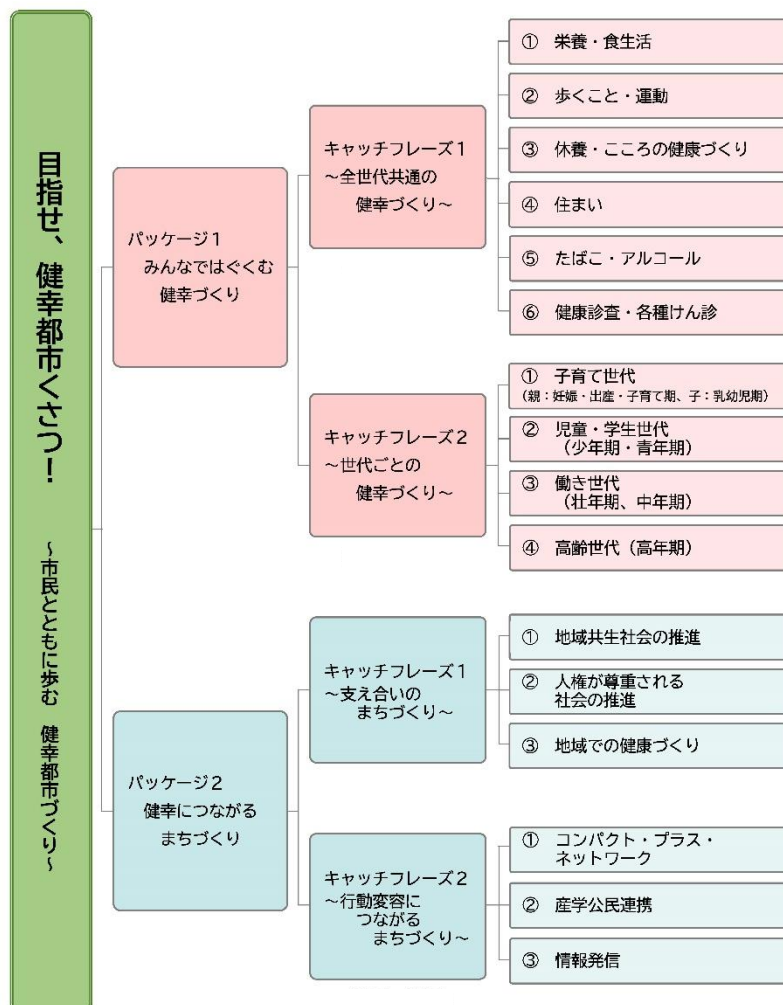 目指せ、健幸都市くさつ！
～市民とともに歩む 健幸都市づくり～
パッケージ１
みんなではぐくむ
健幸づくり
キャッチフレーズ１
～全世代共通の
健幸づくり～
① 栄養・食生活
② 歩くこと・運動
③ 休養・こころの健康づくり
④ 住まい
⑤ たばこ・アルコール
⑥ 健康診査・各種けん診
キャッチフレーズ２
～世代ごとの
健幸づくり～
① 子育て世代
（親：妊娠・出産・子育て期、子：乳幼児期）
② 児童・学生世代
（少年期・青年期）
③ 働き世代
（壮年期、中年期）
④ 高齢世代（高年期）
パッケージ２
健幸につながる
まちづくり
キャッチフレーズ１
～支え合いの
まちづくり～
① 地域共生社会の推進
② 人権が尊重される
社会の推進
③ 地域での健康づくり
キャッチフレーズ２
～行動変容に
つながる
まちづくり～
① コンパクト・プラス・
ネットワーク
② 産学公民連携
③ 情報発信